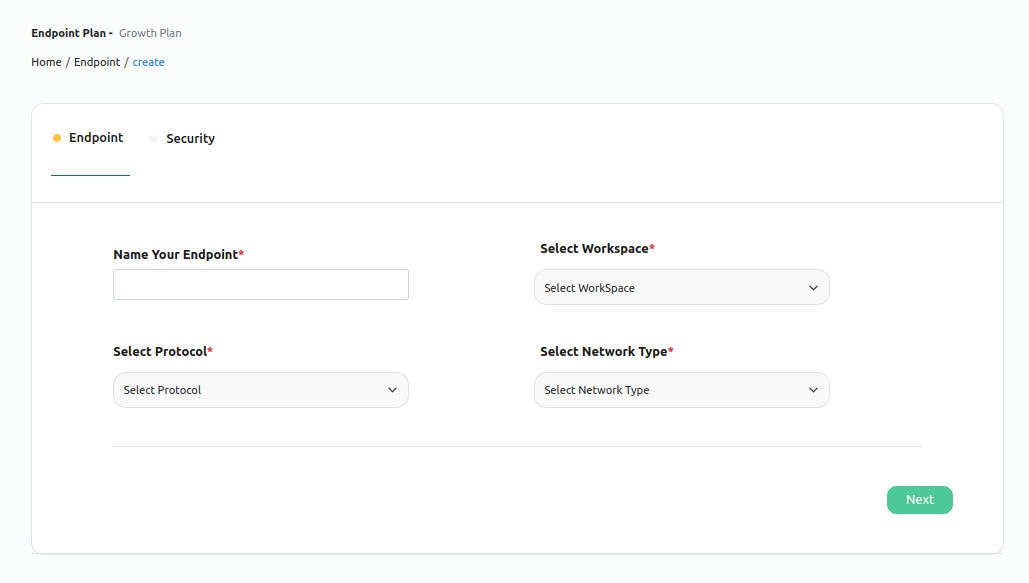 Endpoint Plan - Growth Plan
Home / Endpoint / create
Endpoint Security
Name Your Endpoint* Select Workspace*
Select WorkSpace
Select Protocol* Select Network Type*
Select Protocol Select Network Type
Next